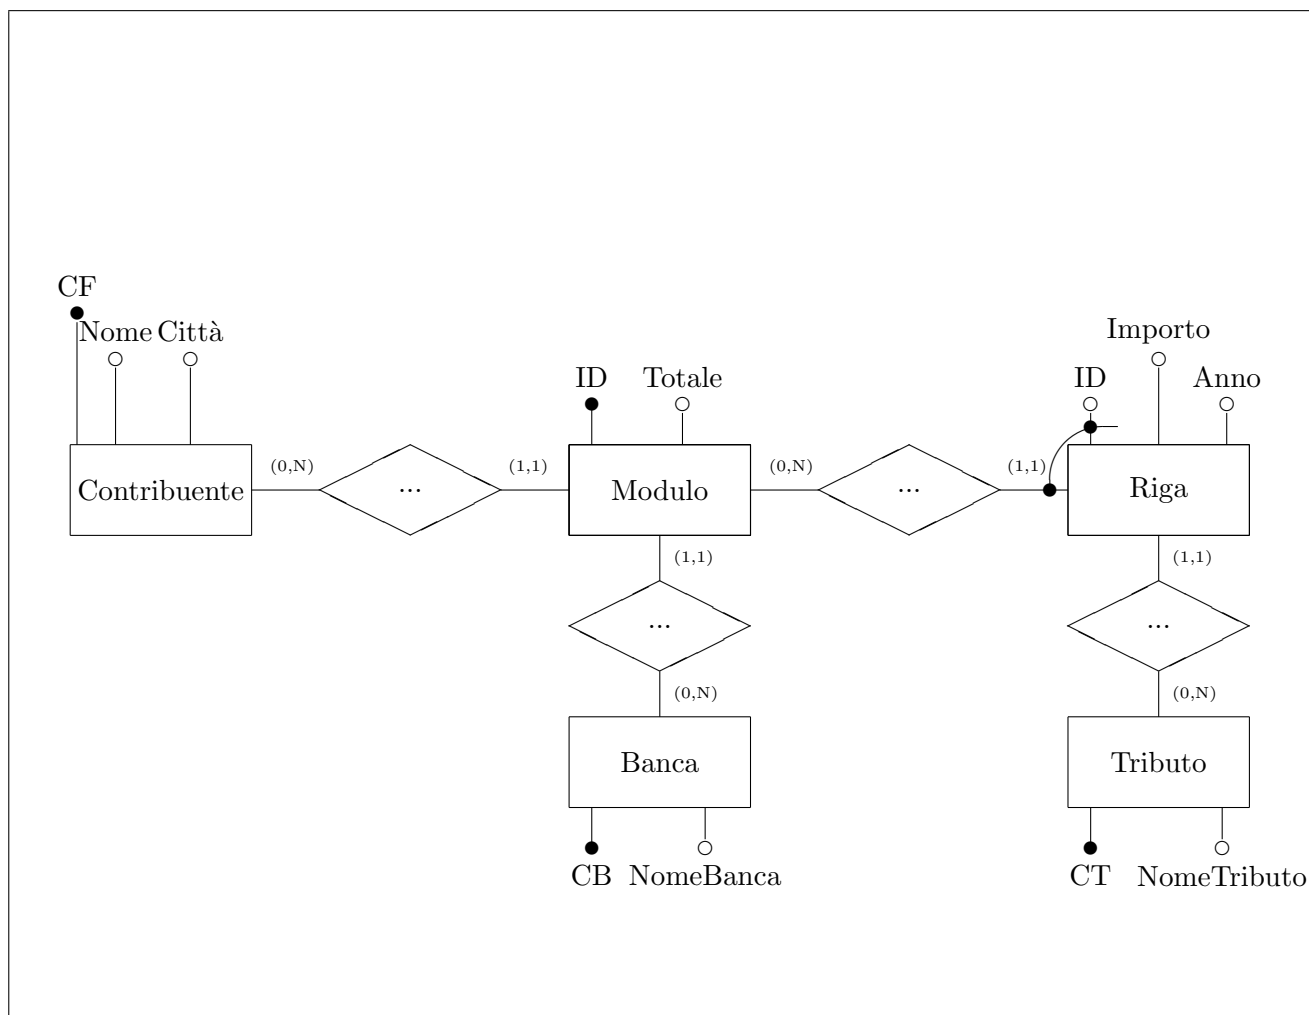 CF
Nome Città
Importo
ID Totale
ID Anno
Contribuente (0,N) ... (1,1) Modulo (0,N) ... (1,1) Riga
(1,1) (1,1)
... ...
(0,N) (0,N)
Banca Tributo
CB NomeBanca CT NomeTributo